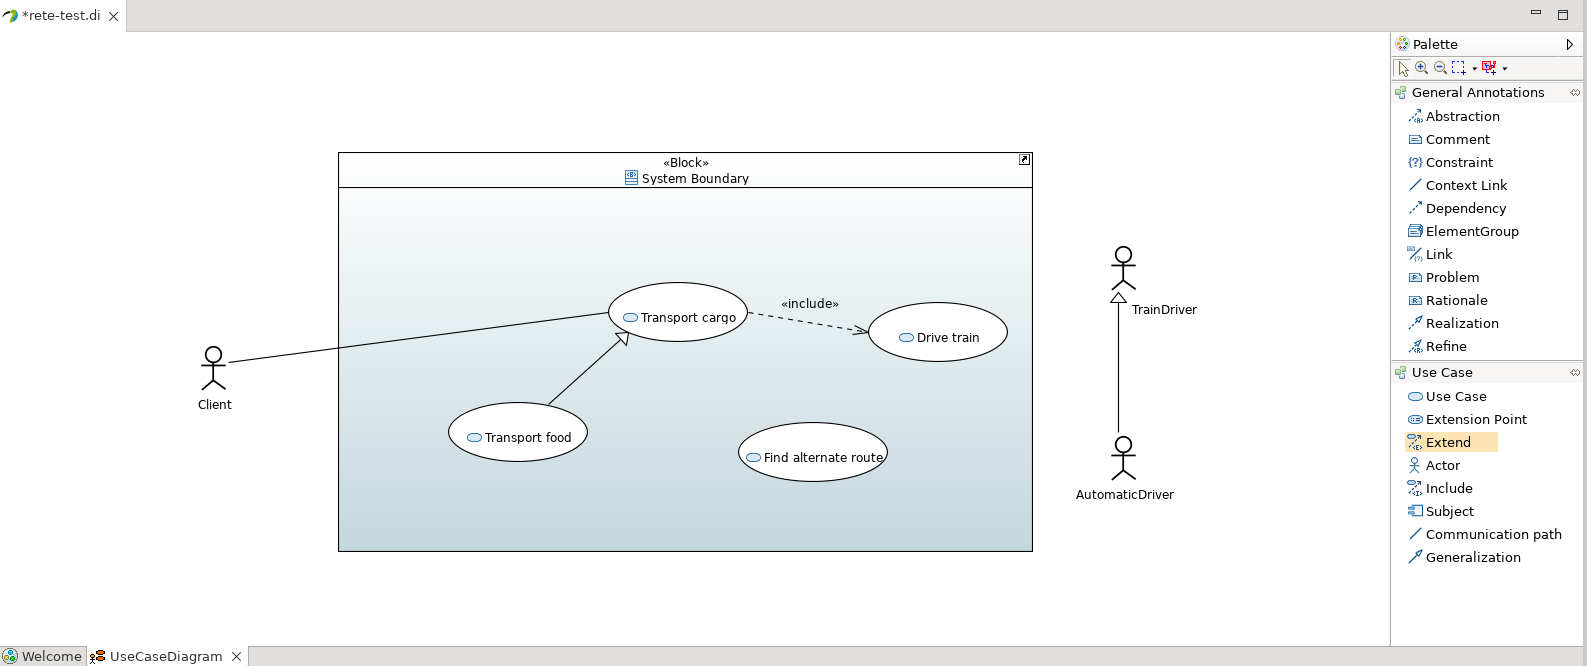 *rete-test.di
«Block»
System Boundary
Transport cargo
«include»
Drive train
Transport food
Find alternate route
Client
TrainDriver
AutomaticDriver
Palette
General Annotations
Abstraction
Comment
Constraint
Context Link
Dependency
ElementGroup
Link
Problem
Rationale
Realization
Refine
Use Case
Use Case
Extension Point
Extend
Actor
Include
Subject
Communication path
Generalization
Welcome
UseCaseDiagram